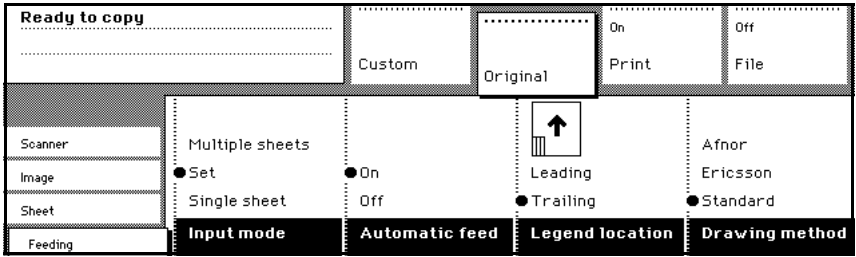 Ready to copy
Custom
Original
On
Print
Off
File
Scanner
Image
Sheet
Feeding
Multiple sheets
Set
Single sheet
Input mode
On
Off
Automatic feed
Leading
Trailing
Legend location
Afnor
Ericsson
Standard
Drawing method